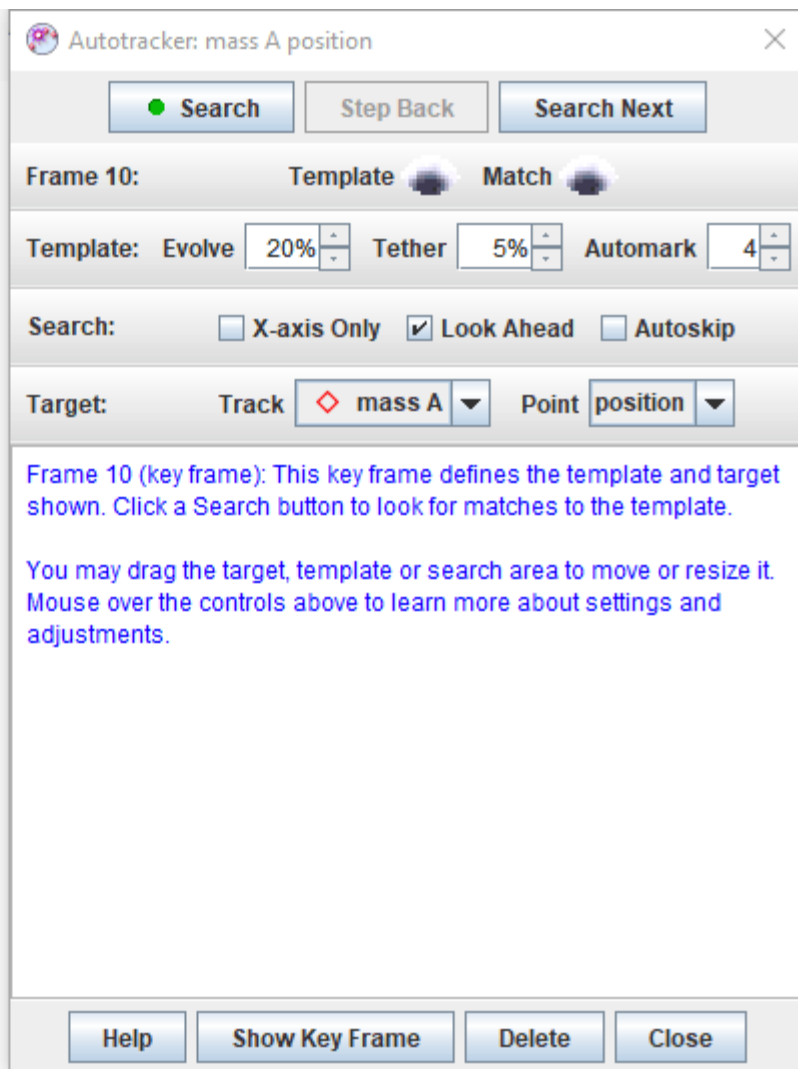 Autotracker: mass A position
Search Step Back Search Next
Frame 10: Template Match
Template: Evolve 20% Tether 5% Automark 4
Search: X-axis Only Look Ahead Autoskip
Target: Track mass A Point position
Frame 10 (key frame): This key frame defines the template and target
shown. Click a Search button to look for matches to the template.
You may drag the target, template or search area to move or resize it.
Mouse over the controls above to learn more about settings and
adjustments.
Help Show Key Frame Delete Close